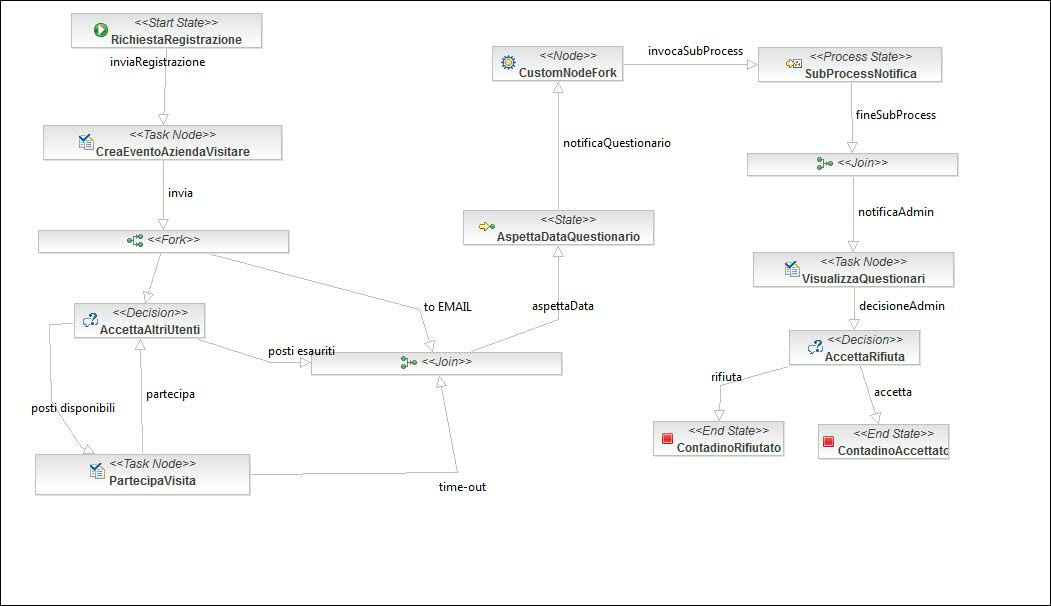 <<Start State>>
RichiestaRegistrazione
inviaRegistrazione
<<Task Node>>
CreaEventoAziendaVisitare
invia
<<Fork>>
<<Decision>>
AccettaAltriUtenti
to EMAIL
posti esauriti
<<Join>>
posti disponibili
partecipa
<<Task Node>>
PartecipaVisita
time-out
aspettaData
<<State>>
AspettaDataQuestionario
notificaQuestionario
<<Node>>
CustomNodeFork
invocaSubProcess
<<Process State>>
SubProcessNotifica
fineSubProcess
<<Join>>
notificaAdmin
<<Task Node>>
VisualizzaQuestionari
decisioneAdmin
<<Decision>>
AccettaRifiuta
rifiuta
accetta
<<End State>>
ContadinoRifiutato
<<End State>>
ContadinoAccettato